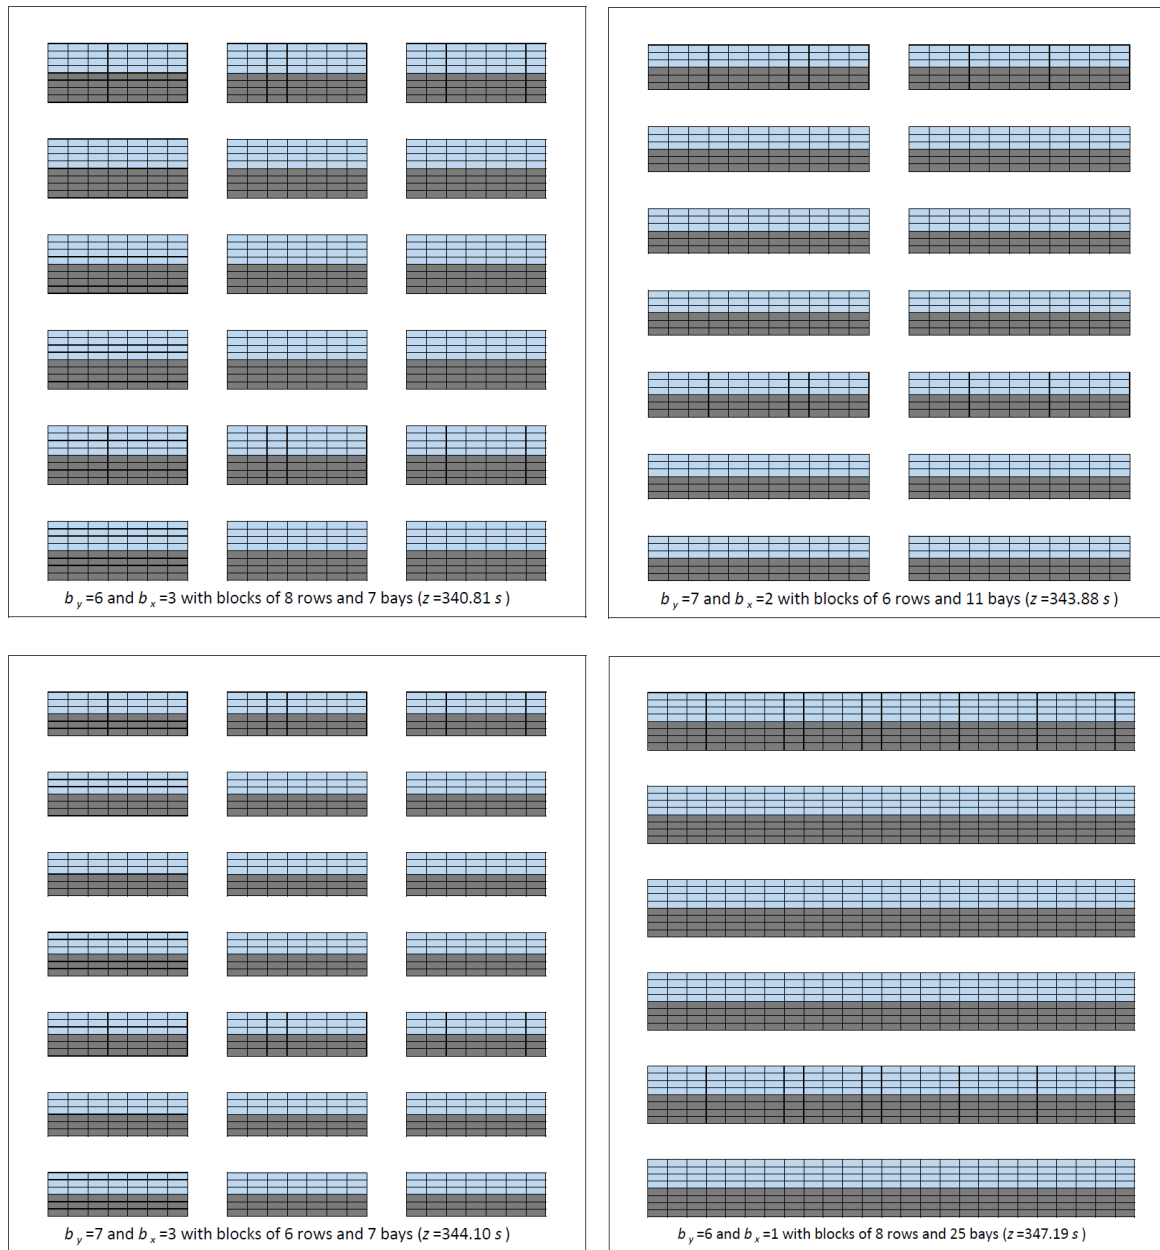 b y =6 and b x =3 with blocks of 8 rows and 7 bays (z=340.81 s )
b y =7 and b x =2 with blocks of 6 rows and 11 bays (z=343.88 s )
b y =7 and b x =3 with blocks of 6 rows and 7 bays (z=344.10 s )
b y =6 and b x =1 with blocks of 8 rows and 25 bays (z=347.19 s )